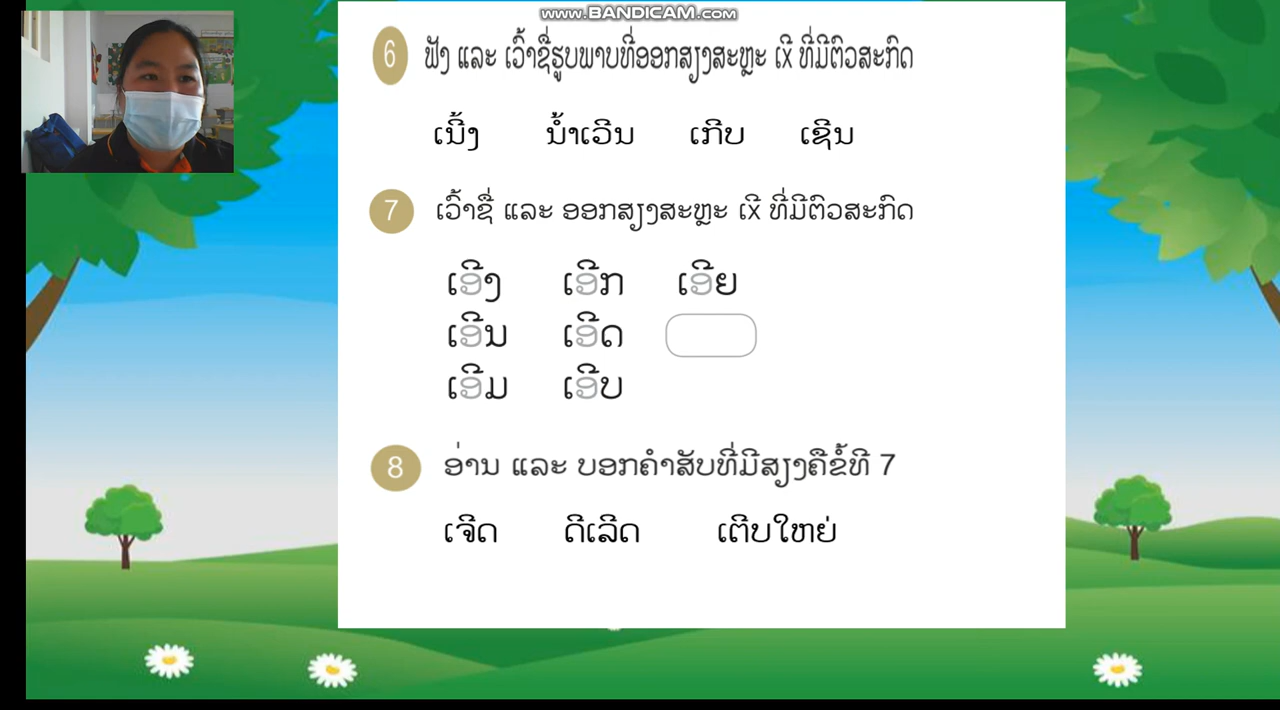 www.BANDICAM.com
6 ຟັງ ແລະ ເວົ້າຊື່ຮູບພາບທີ່ອອກສຽງສະຫຼະ ເxີ ທີ່ມີຕົວສະກົດ
ເນີ້ງ ນ້ຳເວີນ ເກີບ ເຊີນ
7 ເວົ້າຊື່ ແລະ ອອກສຽງສະຫຼະ ເxີ ທີ່ມີຕົວສະກົດ
ເອີງ ເອີກ ເອີຍ
ເອີນ ເອີດ
ເອີມ ເອີບ
8 ອ່ານ ແລະ ບອກຄຳສັບທີ່ມີສຽງຄືຂໍ້ທີ 7
ເຈີດ ດີເລີດ ເຕີບໃຫຍ່